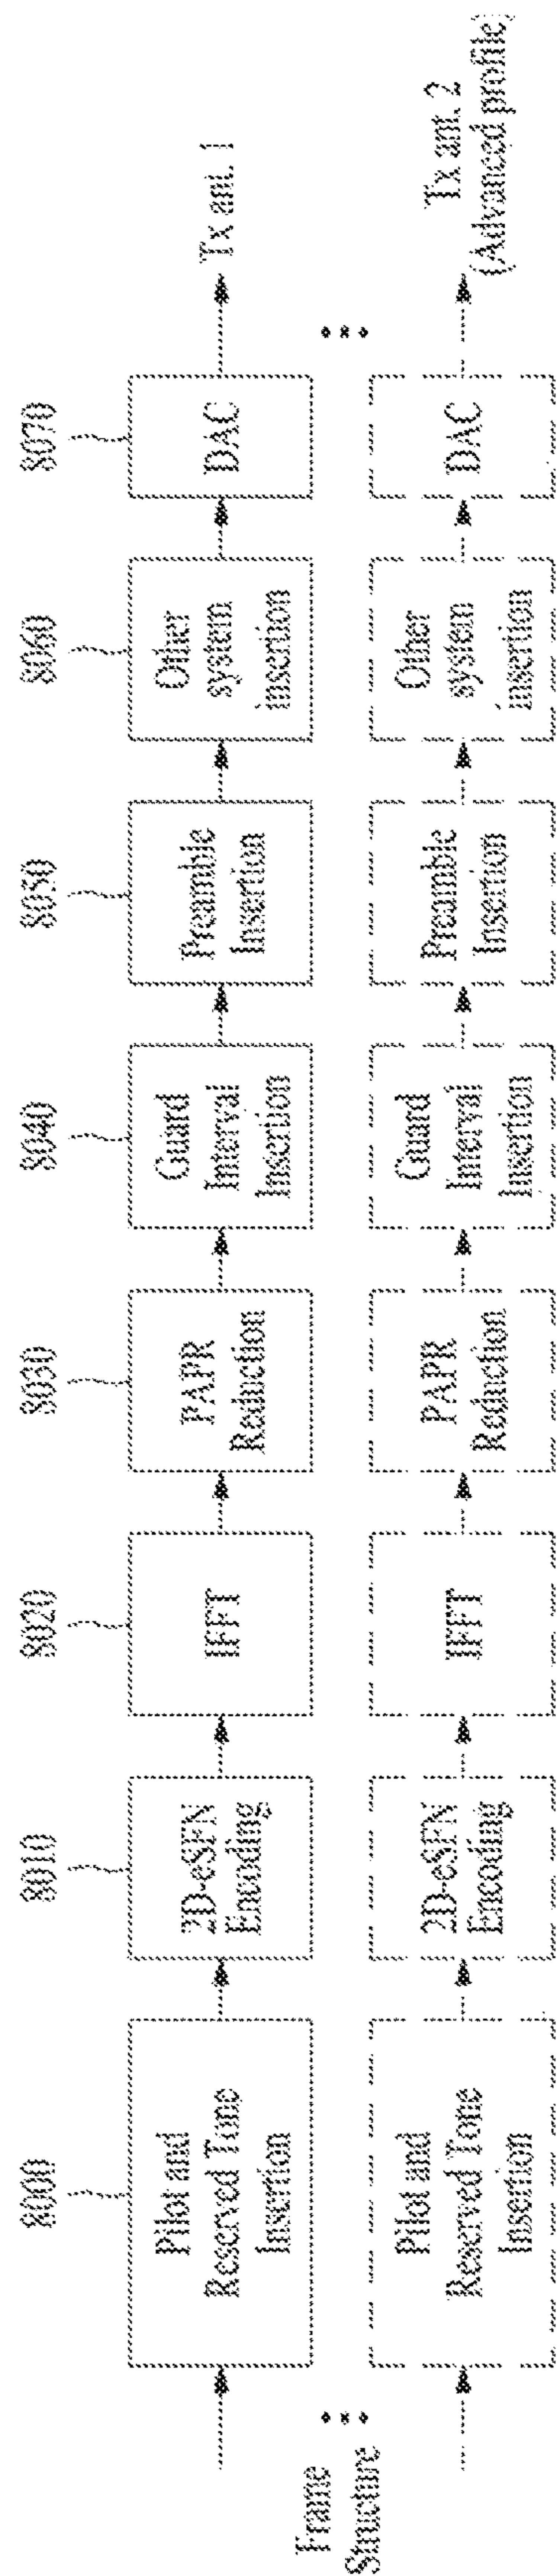 8000
8010
8020
8030
8040
8050
8060
8070
Frame
Structure
Pilot and
Reserved Tone
Insertion
2D-eSFN
Encoding
IFFT
PAPR
Reduction
Guard
Interval
Insertion
Preamble
Insertion
Other
system
insertion
DAC
Tx ant. 1
Pilot and
Reserved Tone
Insertion
2D-eSFN
Encoding
IFFT
PAPR
Reduction
Guard
Interval
Insertion
Preamble
Insertion
Other
system
insertion
DAC
Tx ant. 2
(Advanced profile)